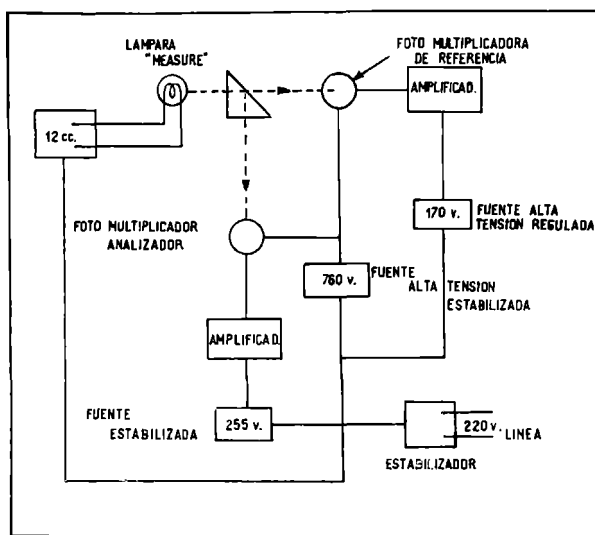 LAMPARA
"MEASURE"
FOTO MULTIPLICADORA
DE REFERENCIA
AMPLIFICAD.
12 cc.
FOTO MULTIPLICADOR
ANALIZADOR
170 v.
FUENTE ALTA
TENSION REGULADA
760 v.
FUENTE
ALTA TENSION
ESTABILIZADA
AMPLIFICAD.
FUENTE
ESTABILIZADA
255 v.
220 v.
LINEA
ESTABILIZADOR